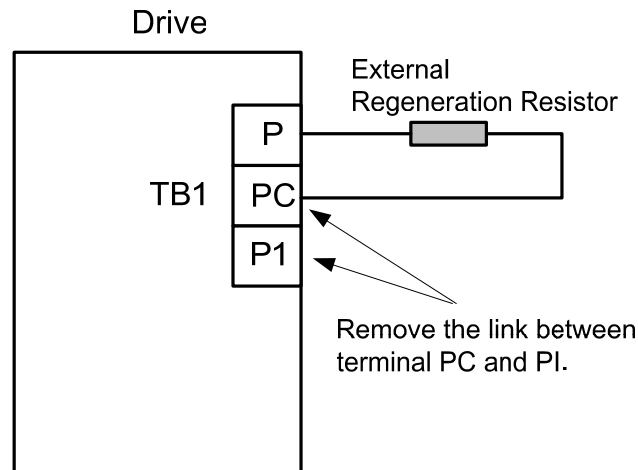 Drive
External
Regeneration Resistor
P
TB1 PC
P1
Remove the link between
terminal PC and PI.